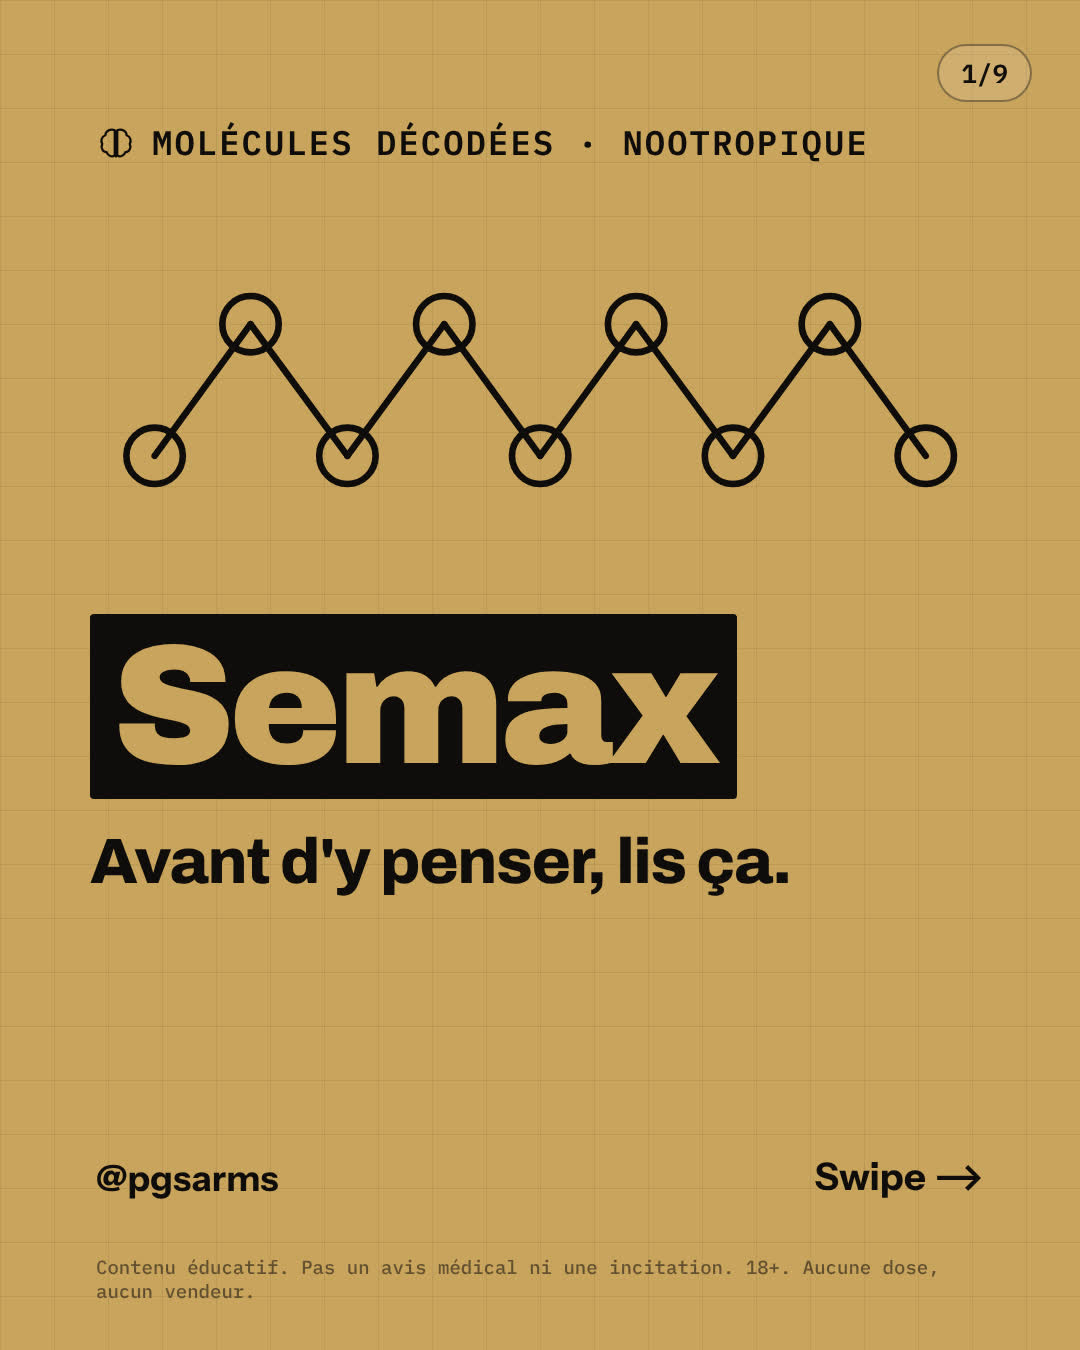 1/9
MOLÉCULES DÉCODÉES · NOOTROPIQUE
Semax
Avant d'y penser, lis ça.
@pgsarms
Swipe →
Contenu éducatif. Pas un avis médical ni une incitation. 18+. Aucune dose,
aucun vendeur.